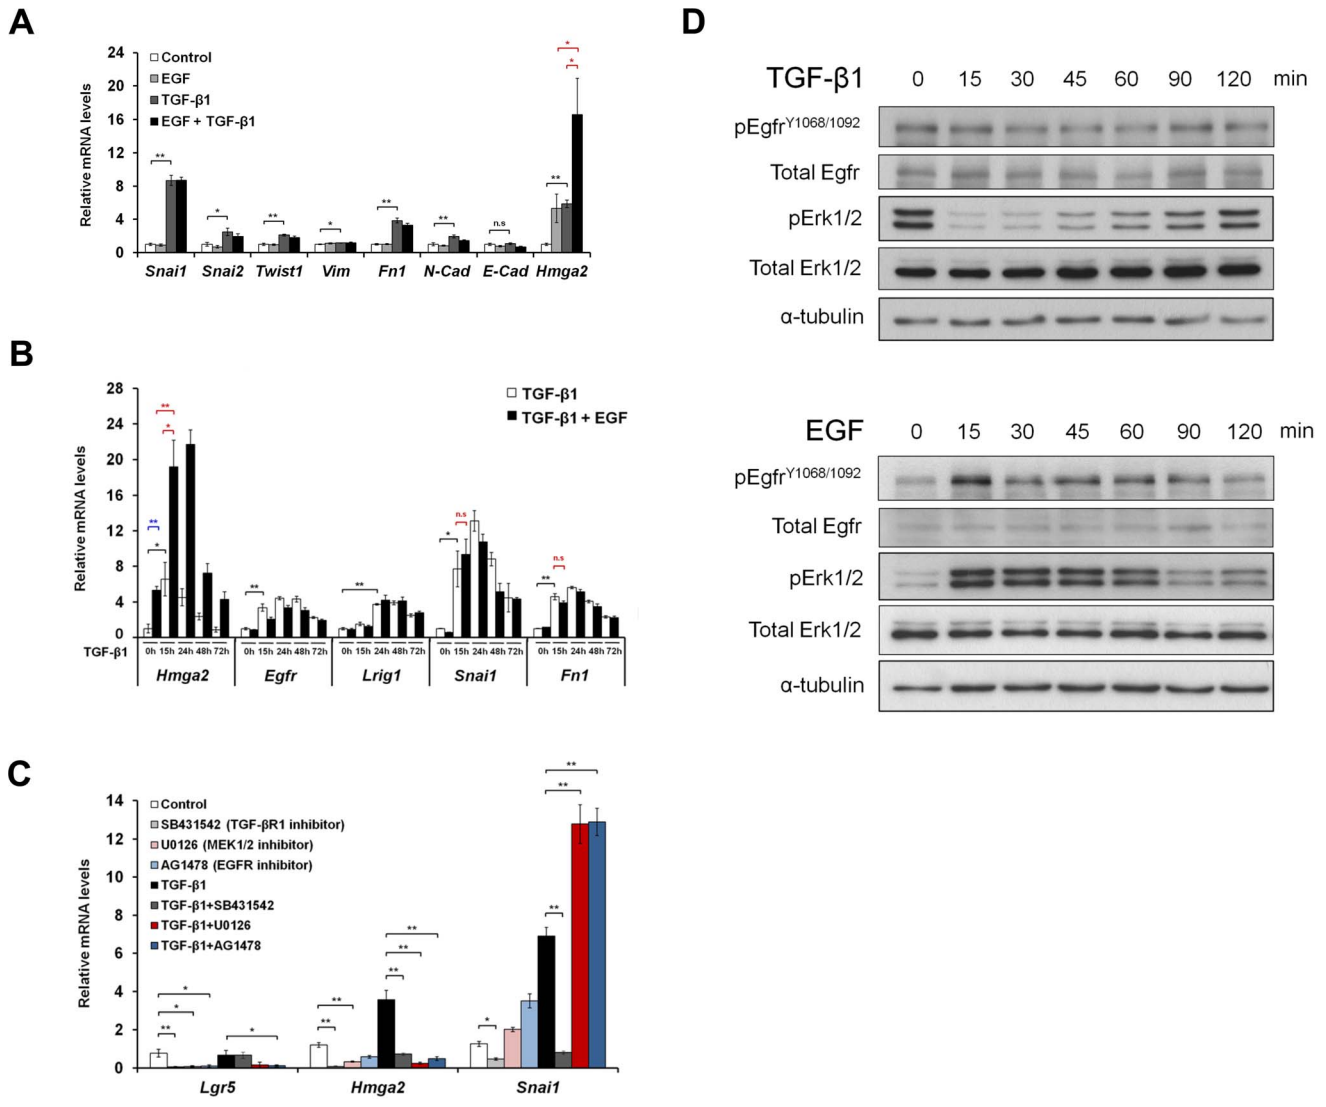 A
Relative mRNA levels
24
20
16
12
8
4
0
Control
EGF
TGF-β1
EGF + TGF-β1
**
*
**
*
**
**
n.s
**
*
*
Snai1 Snai2 Twist1 Vim Fn1 N-Cad E-Cad Hmga2
B
Relative mRNA levels
28
24
20
16
12
8
4
0
TGF-β1
TGF-β1 + EGF
**
*
**
*
**
**
*
n.s
**
n.s
TGF-β1 0h 15h 24h 48h 72h 0h 15h 24h 48h 72h 0h 15h 24h 48h 72h 0h 15h 24h 48h 72h 0h 15h 24h 48h 72h
Hmga2 Egfr Lrig1 Snai1 Fn1
C
Relative mRNA levels
14
12
10
8
6
4
2
0
Control
SB431542 (TGF-βR1 inhibitor)
U0126 (MEK1/2 inhibitor)
AG1478 (EGFR inhibitor)
TGF-β1
TGF-β1+SB431542
TGF-β1+U0126
TGF-β1+AG1478
*
*
**
*
**
**
**
**
**
*
**
**
**
Lgr5 Hmga2 Snai1
D
TGF-β1 0 15 30 45 60 90 120 min
pEgfrY1068/1092
Total Egfr
pErk1/2
Total Erk1/2
α-tubulin
EGF 0 15 30 45 60 90 120 min
pEgfrY1068/1092
Total Egfr
pErk1/2
Total Erk1/2
α-tubulin